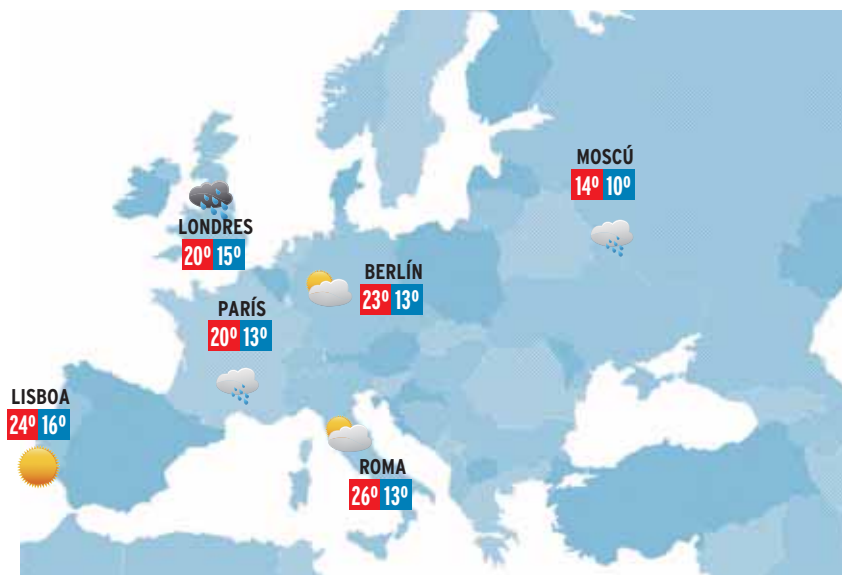 MOSCÚ
14º 10º
LONDRES
20º 15º
BERLÍN
23º 13º
PARÍS
20º 13º
LISBOA
24º 16º
ROMA
26º 13º